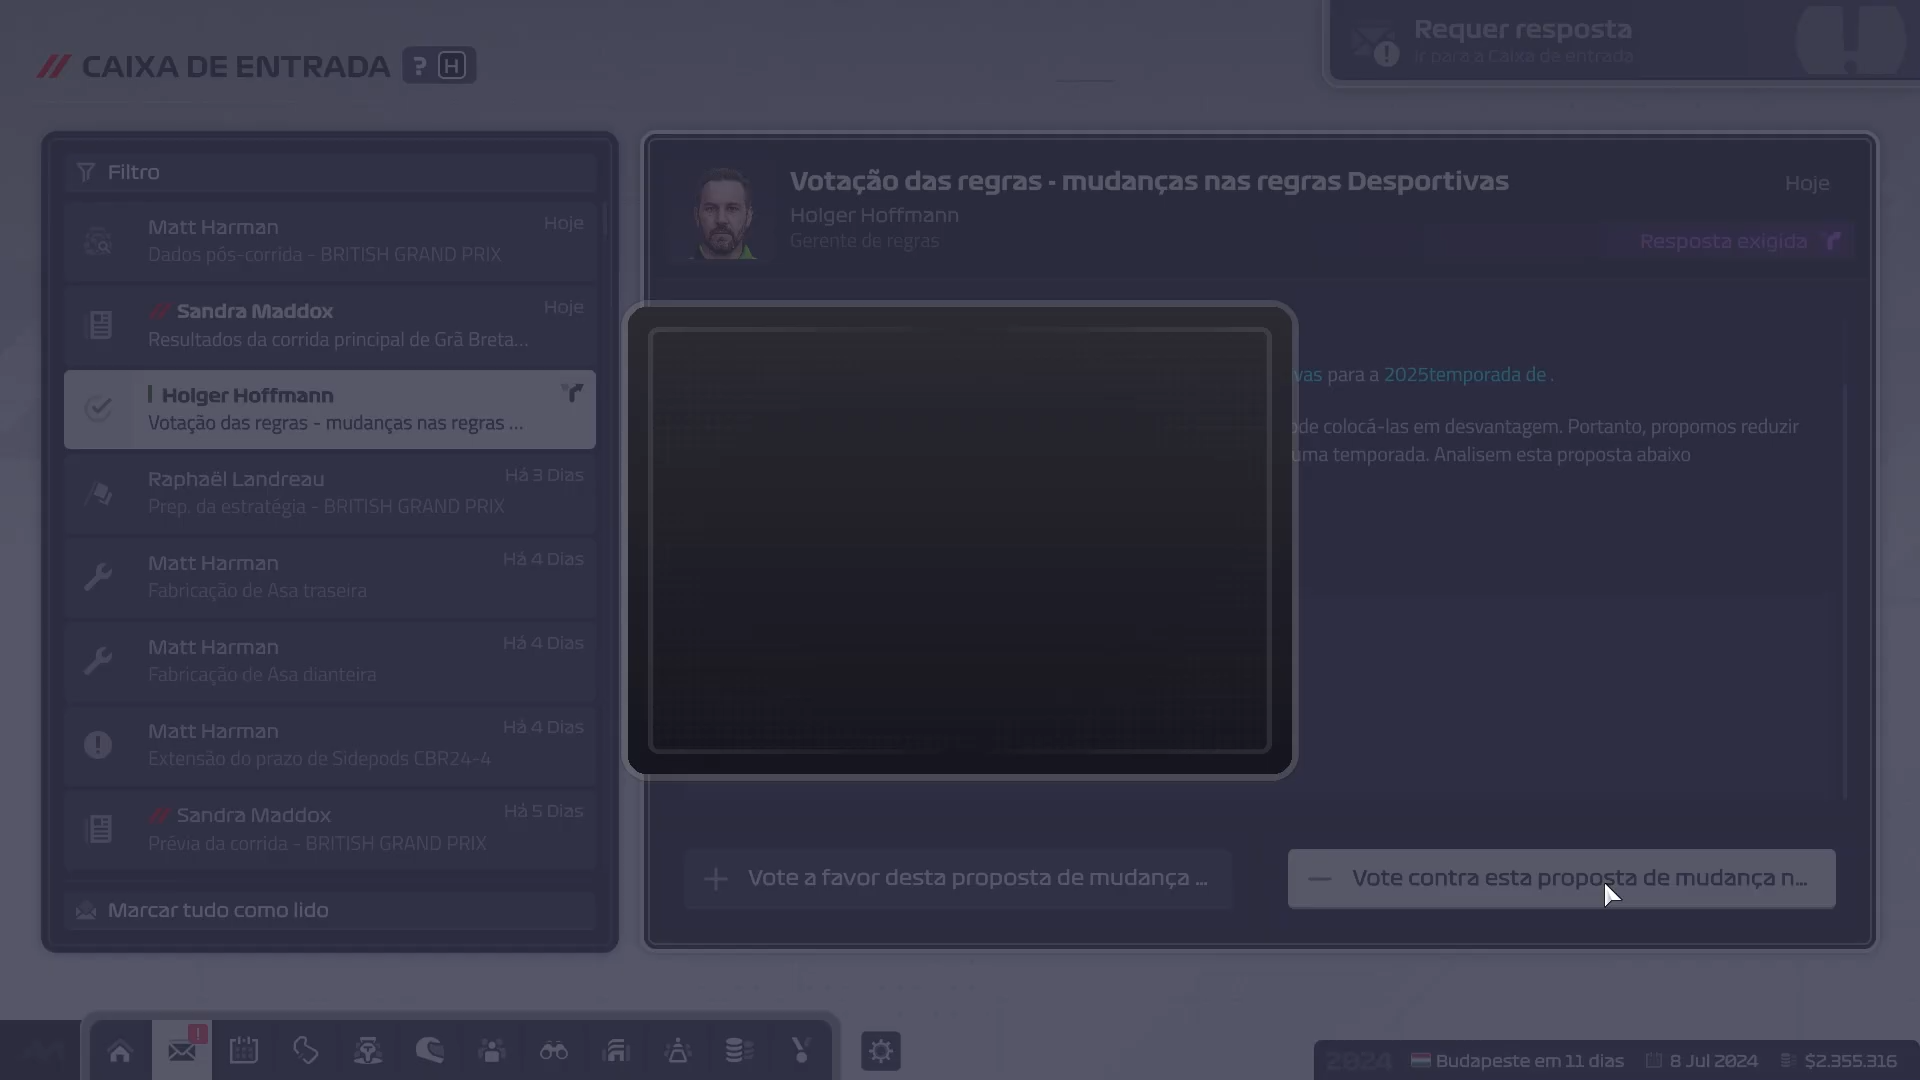 Requer resposta
Ir para a Caixa de entrada
CAIXA DE ENTRADA ? H
Filtro
Matt Harman Hoje
Dados pós-corrida - BRITISH GRAND PRIX
Sandra Maddox Hoje
Resultados da corrida principal de Grã Breta...
Holger Hoffmann
Votação das regras - mudanças nas regras ...
Raphaël Landreau Há 3 Dias
Prep. da estratégia - BRITISH GRAND PRIX
Matt Harman Há 4 Dias
Fabricação de Asa traseira
Matt Harman Há 4 Dias
Fabricação de Asa dianteira
Matt Harman Há 4 Dias
Extensão do prazo de Sidepods CBR24-4
Sandra Maddox Há 5 Dias
Prévia da corrida - BRITISH GRAND PRIX
Marcar tudo como lido
Votação das regras - mudanças nas regras Desportivas Hoje
Holger Hoffmann
Gerente de regras
Resposta exigida
vas para a 2025temporada de .
de colocá-las em desvantagem. Portanto, propomos reduzir
uma temporada. Analisem esta proposta abaixo
Vote a favor desta proposta de mudança ...
Vote contra esta proposta de mudança n...
2024 Budapeste em 11 dias 8 Jul 2024 $2.355.316